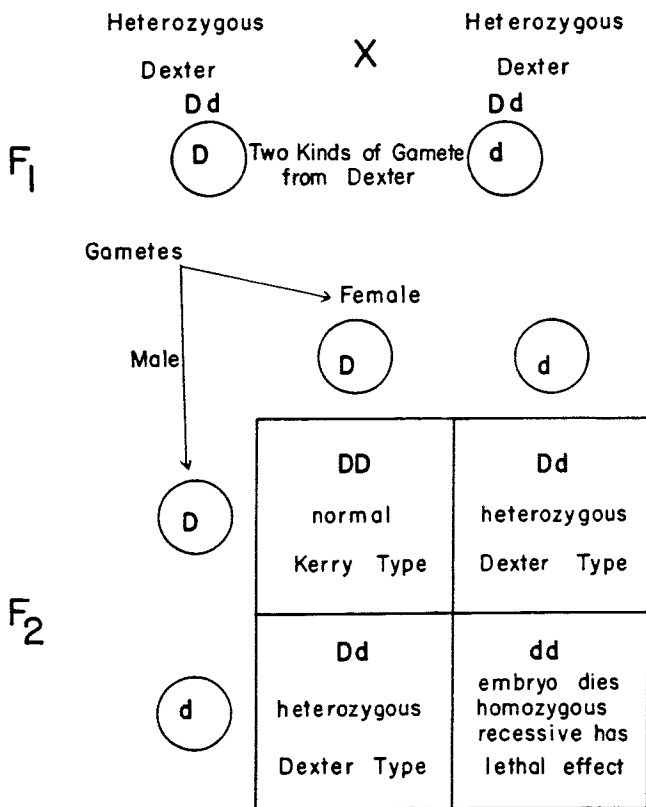 Heterozygous X Heterozygous
Dexter Dexter
Dd Dd
F1 D Two Kinds of Gamete d
from Dexter
Gametes
Female
Male
D d
DD Dd
D normal heterozygous
Kerry Type Dexter Type
F2
Dd dd
embryo dies
d heterozygous homozygous
recessive has
Dexter Type lethal effect